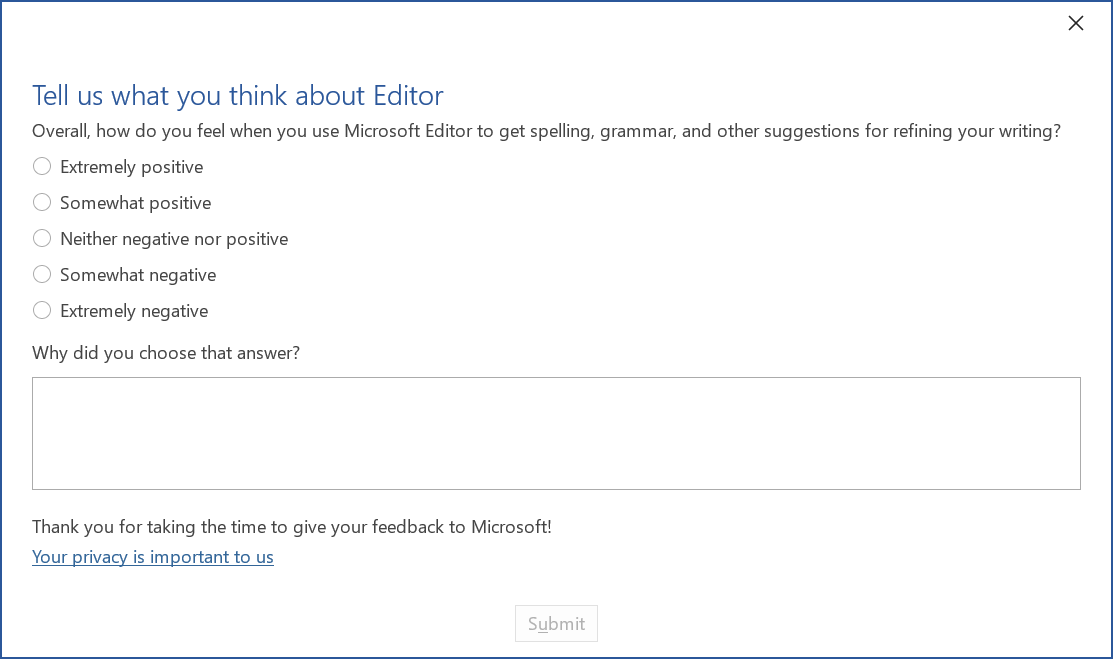 Tell us what you think about Editor
Overall, how do you feel when you use Microsoft Editor to get spelling, grammar, and other suggestions for refining your writing?
Extremely positive
Somewhat positive
Neither negative nor positive
Somewhat negative
Extremely negative
Why did you choose that answer?
Thank you for taking the time to give your feedback to Microsoft!
Your privacy is important to us
Submit